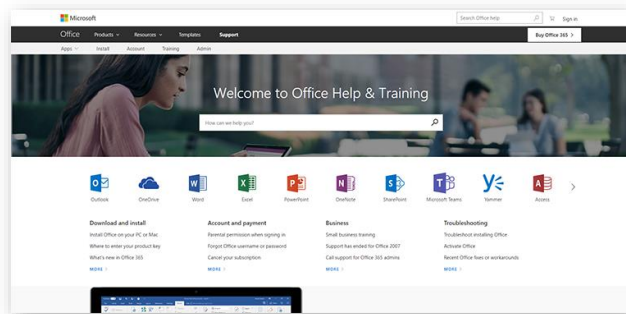 Microsoft
Search Office help
Sign in
Office Products Resources Templates Support
Buy Office 365 >
Apps Install Account Training Admin
Welcome to Office Help & Training
How can we help you?
Outlook OneDrive Word Excel PowerPoint OneNote SharePoint Microsoft Teams Yammer Access
Download and install
Install Office on your PC or Mac
Where to enter your product key
What's new in Office 365
MORE >
Account and payment
Parental permission when signing in
Forgot Office username or password
Cancel your subscription
MORE >
Business
Small business training
Support has ended for Office 2007
Call support for Office 365 admins
MORE >
Troubleshooting
Troubleshoot installing Office
Activate Office
Recent Office fixes or workarounds
MORE >